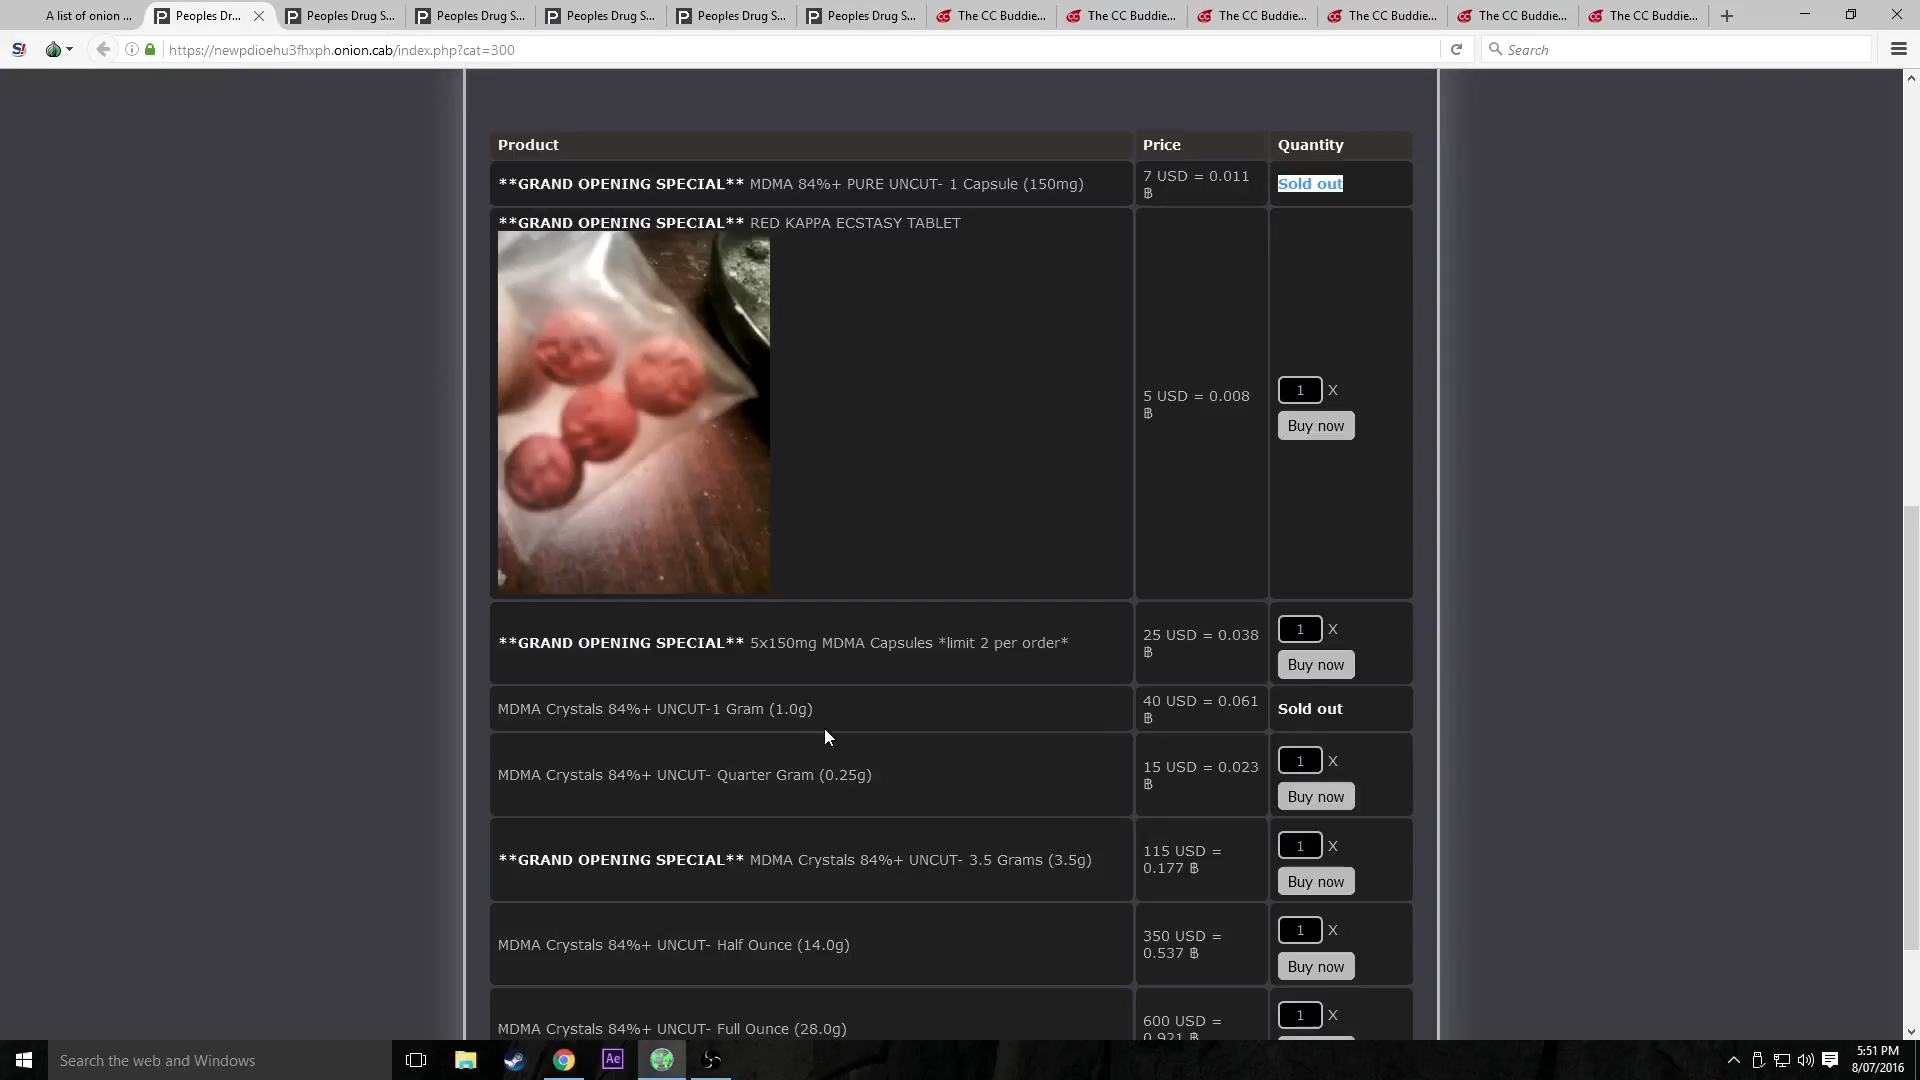 A list of onion ...
Peoples Dr...
Peoples Drug S...
Peoples Drug S...
Peoples Drug S...
Peoples Drug S...
Peoples Drug S...
The CC Buddie...
The CC Buddie...
The CC Buddie...
The CC Buddie...
The CC Buddie...
The CC Buddie...
https://newpdioehu3fhxph.onion.cab/index.php?cat=300
Search
Product Price Quantity
**GRAND OPENING SPECIAL** MDMA 84%+ PURE UNCUT- 1 Capsule (150mg)
7 USD = 0.011
฿
Sold out
**GRAND OPENING SPECIAL** RED KAPPA ECSTASY TABLET
5 USD = 0.008
฿
1 X
Buy now
**GRAND OPENING SPECIAL** 5x150mg MDMA Capsules *limit 2 per order*
25 USD = 0.038
฿
1 X
Buy now
MDMA Crystals 84%+ UNCUT-1 Gram (1.0g)
40 USD = 0.061
฿
Sold out
MDMA Crystals 84%+ UNCUT- Quarter Gram (0.25g)
15 USD = 0.023
฿
1 X
Buy now
**GRAND OPENING SPECIAL** MDMA Crystals 84%+ UNCUT- 3.5 Grams (3.5g)
115 USD =
0.177 ฿
1 X
Buy now
MDMA Crystals 84%+ UNCUT- Half Ounce (14.0g)
350 USD =
0.537 ฿
1 X
Buy now
MDMA Crystals 84%+ UNCUT- Full Ounce (28.0g)
600 USD =
0.921 ฿
1 X
Search the web and Windows
Ae
5:51 PM
8/07/2016